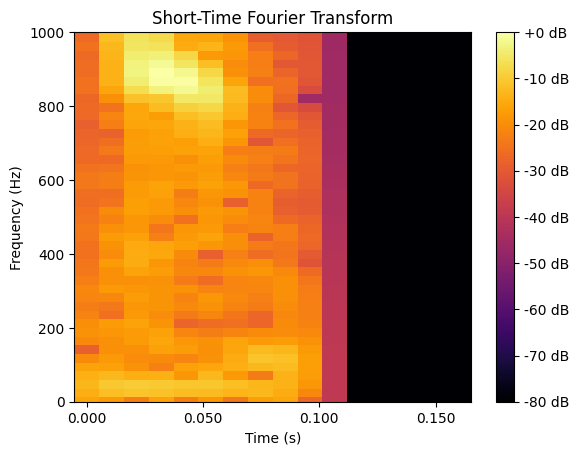 Short-Time Fourier Transform
1000
800
600
400
200
0
Frequency (Hz)
0.000
0.050
0.100
0.150
Time (s)
+0 dB
-10 dB
-20 dB
-30 dB
-40 dB
-50 dB
-60 dB
-70 dB
-80 dB